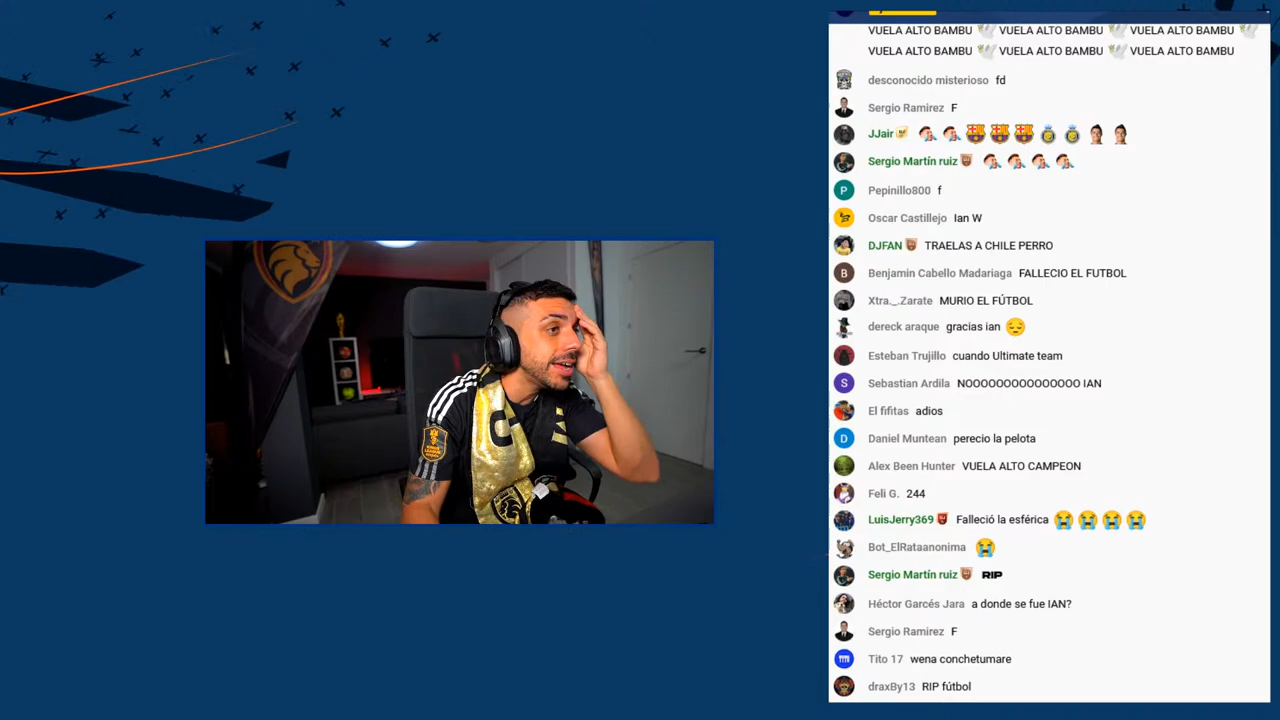 VUELA ALTO BAMBU 🕊️ VUELA ALTO BAMBU 🕊️ VUELA ALTO BAMBU 🕊️
VUELA ALTO BAMBU 🕊️ VUELA ALTO BAMBU 🕊️ VUELA ALTO BAMBU
desconocido misterioso fd
Sergio Ramirez F
JJair
Sergio Martín ruiz
Pepinillo800 f
Oscar Castillejo Ian W
DJFAN TRAELAS A CHILE PERRO
Benjamin Cabello Madariaga FALLECIO EL FUTBOL
Xtra._.Zarate MURIO EL FÚTBOL
dereck araque gracias ian 😔
Esteban Trujillo cuando Ultimate team
Sebastian Ardila NOOOOOOOOOOOOOOO IAN
El fifitas adios
Daniel Muntean perecio la pelota
Alex Been Hunter VUELA ALTO CAMPEON
Feli G. 244
LuisJerry369 Falleció la esférica 😭😭😭😭
Bot_ElRataanonima 😭
Sergio Martín ruiz RIP
Héctor Garcés Jara a donde se fue IAN?
Sergio Ramirez F
Tito 17 wena conchetumare
draxBy13 RIP fútbol